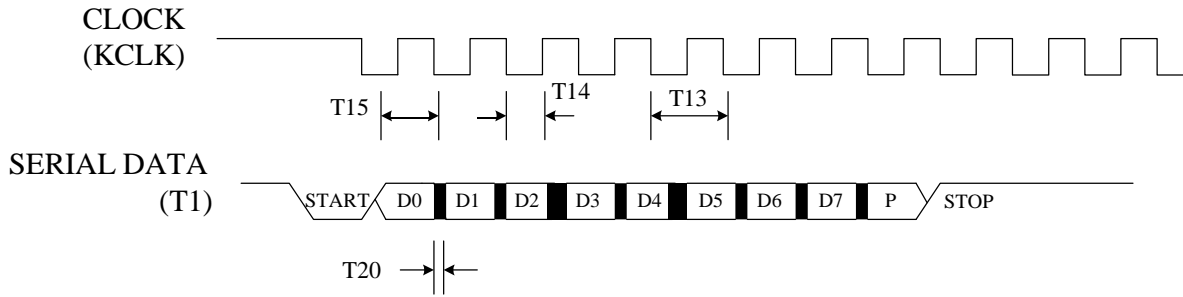 CLOCK
(KCLK)
T15
T14
T13
SERIAL DATA
(T1)
START
D0
D1
D2
D3
D4
D5
D6
D7
P
STOP
T20